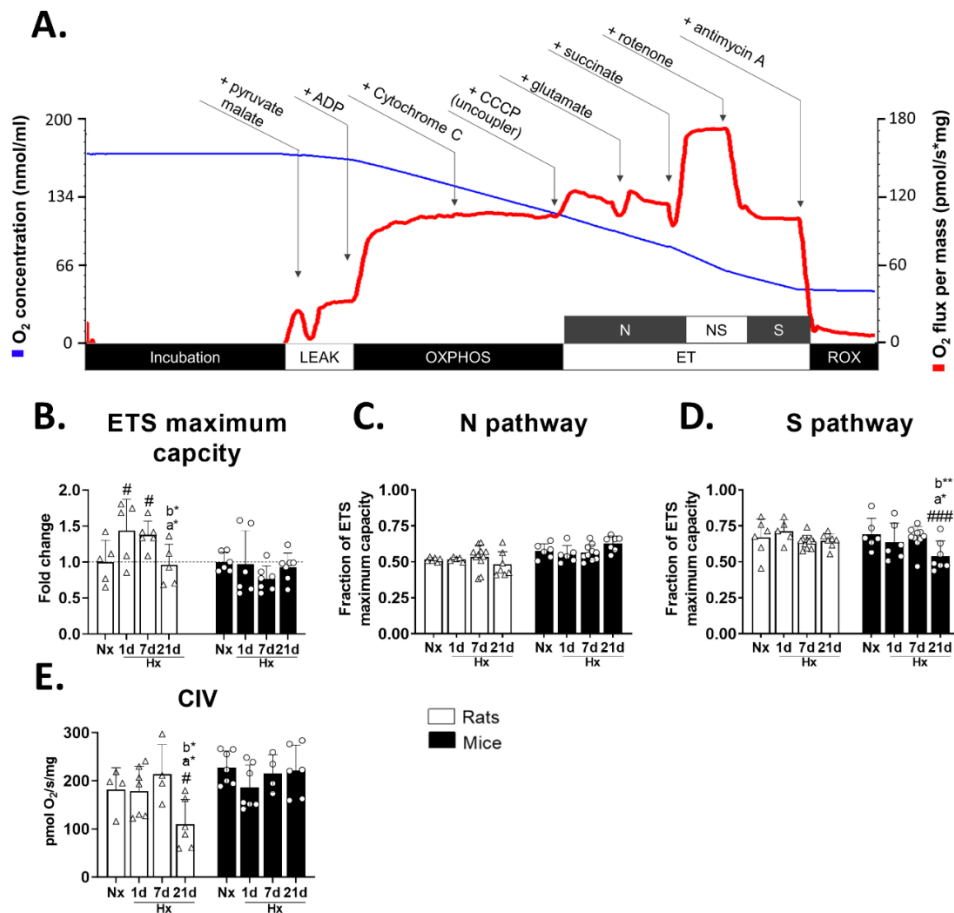 A.
+ pyruvate
malate
+ ADP
+ Cytochrome C
+ CCCP
(uncoupler)
+ glutamate
+ succinate
+ rotenone
+ antimycin A
O2 concentration (nmol/ml)
200
134
66
0
180
120
60
0
O2 flux per mass (pmol/s*mg)
N
NS
S
Incubation
LEAK
OXPHOS
ET
ROX
B.
ETS maximum
capcity
Fold change
2.0
1.5
1.0
0.5
0.0
#
#
b*
a*
Nx 1d 7d 21d
Hx
Nx 1d 7d 21d
Hx
C.
N pathway
Fraction of ETS
maximum capacity
1.00
0.75
0.50
0.25
0.00
Nx 1d 7d 21d
Hx
Nx 1d 7d 21d
Hx
D.
S pathway
Fraction of ETS
maximum capacity
1.00
0.75
0.50
0.25
0.00
b**
a*
###
Nx 1d 7d 21d
Hx
Nx 1d 7d 21d
Hx
E.
CIV
pmol O2/s/mg
300
200
100
0
b*
a*
#
Nx 1d 7d 21d
Hx
Nx 1d 7d 21d
Hx
Rats
Mice